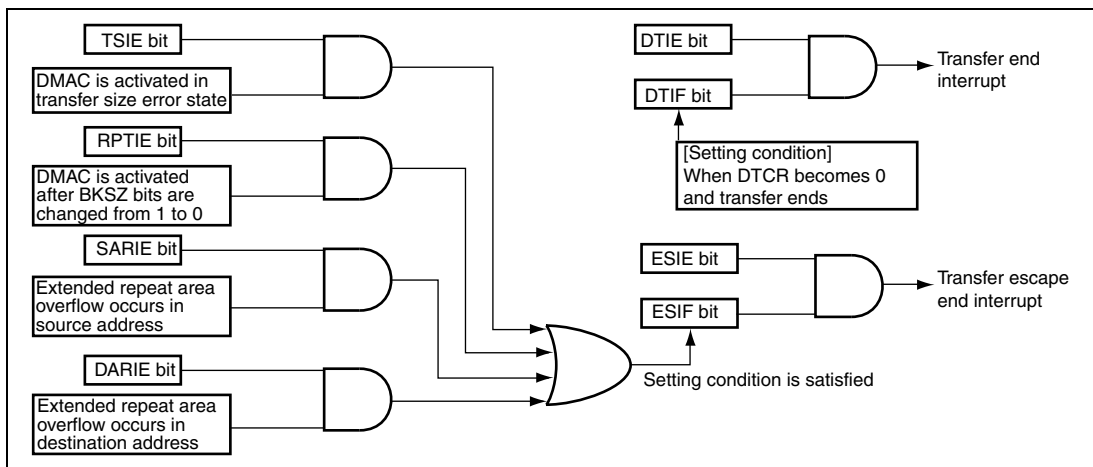 TSIE bit
DMAC is activated in
transfer size error state
RPTIE bit
DMAC is activated
after BKSZ bits are
changed from 1 to 0
SARIE bit
Extended repeat area
overflow occurs in
source address
DARIE bit
Extended repeat area
overflow occurs in
destination address
DTIE bit
DTIF bit
Transfer end
interrupt
[Setting condition]
When DTCR becomes 0
and transfer ends
ESIE bit
ESIF bit
Transfer escape
end interrupt
Setting condition is satisfied